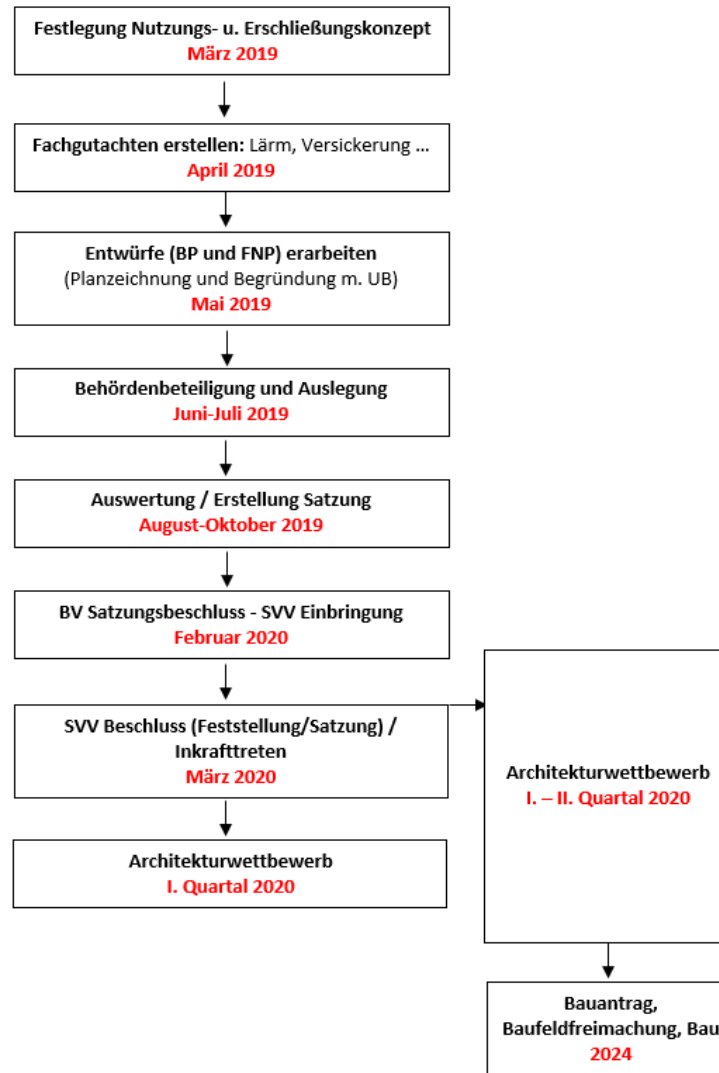 Festlegung Nutzungs- u. Erschließungskonzept
März 2019
Fachgutachten erstellen: Lärm, Versickerung ...
April 2019
Entwürfe (BP und FNP) erarbeiten
(Planzeichnung und Begründung m. UB)
Mai 2019
Behördenbeteiligung und Auslegung
Juni-Juli 2019
Auswertung / Erstellung Satzung
August-Oktober 2019
BV Satzungsbeschluss - SVV Einbringung
Februar 2020
SVV Beschluss (Feststellung/Satzung) /
Inkrafttreten
März 2020
Architekturwettbewerb
I. Quartal 2020
Architekturwettbewerb
I. – II. Quartal 2020
Bauantrag,
Baufeldfreimachung, Bau
2024